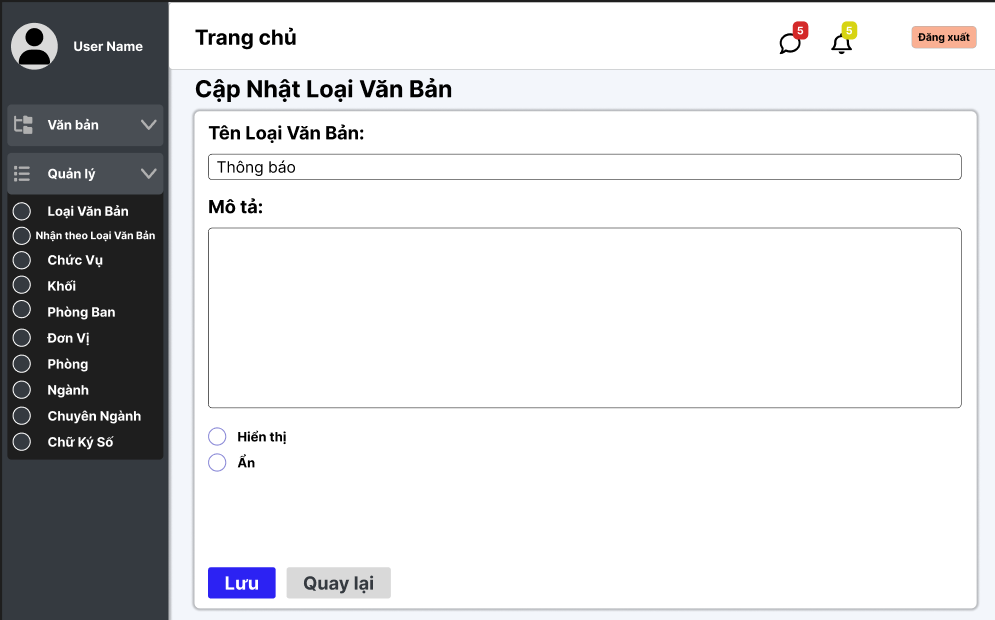 User Name
Trang chủ
5
5
Đăng xuất
Văn bản
Quản lý
Loại Văn Bản
Nhận theo Loại Văn Bản
Chức Vụ
Khối
Phòng Ban
Đơn Vị
Phòng
Ngành
Chuyên Ngành
Chữ Ký Số
Cập Nhật Loại Văn Bản
Tên Loại Văn Bản:
Thông báo
Mô tả:
Hiển thị
Ẩn
Lưu
Quay lại